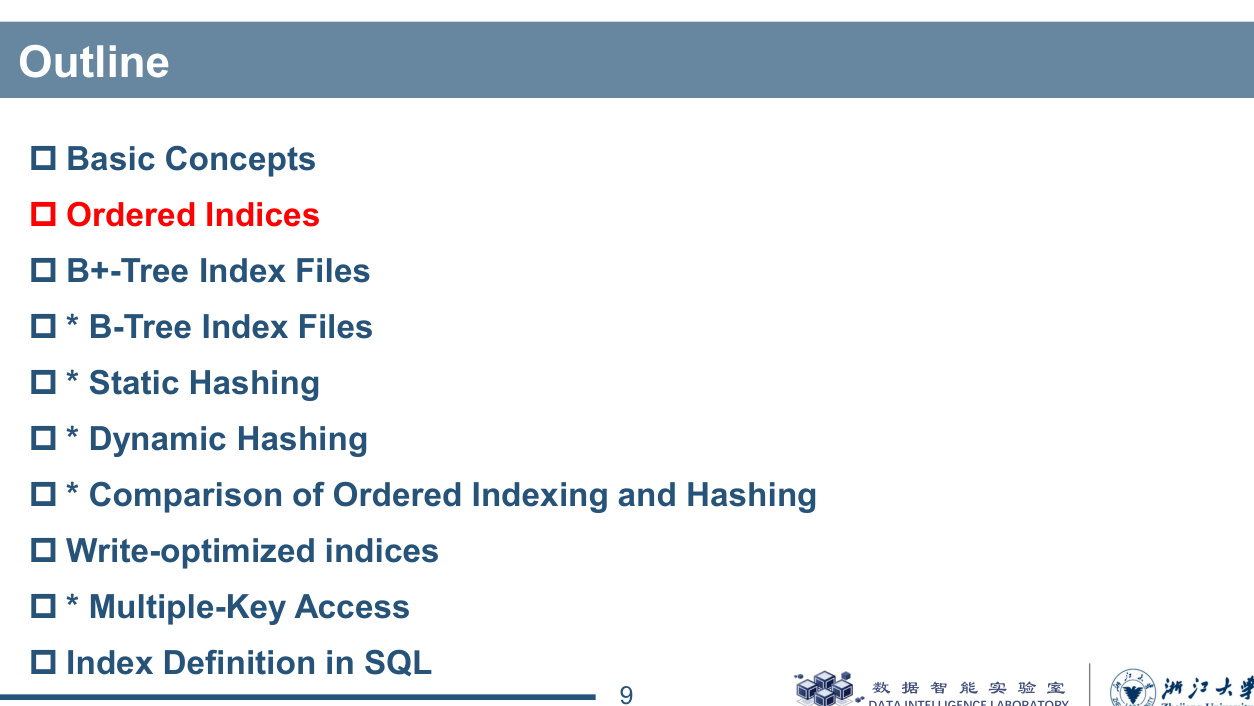 Outline
Basic Concepts
Ordered Indices
B+-Tree Index Files
* B-Tree Index Files
* Static Hashing
* Dynamic Hashing
* Comparison of Ordered Indexing and Hashing
Write-optimized indices
* Multiple-Key Access
Index Definition in SQL
9
数据智能实验室
DATA INTELLIGENCE LABORATORY
浙江大学